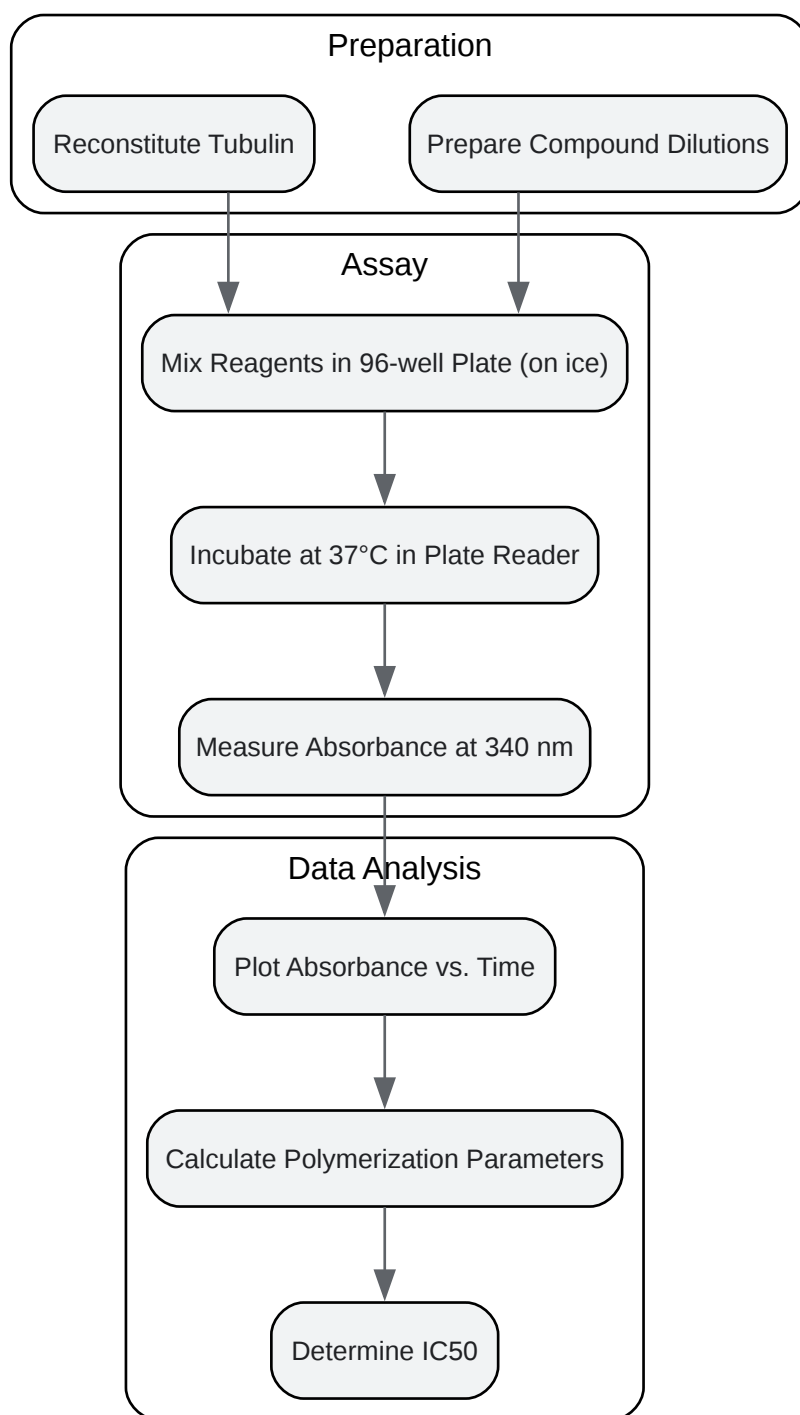 Preparation
Reconstitute Tubulin
Prepare Compound Dilutions
Assay
Mix Reagents in 96-well Plate (on ice)
Incubate at 37°C in Plate Reader
Measure Absorbance at 340 nm
Data Analysis
Plot Absorbance vs. Time
Calculate Polymerization Parameters
Determine IC50